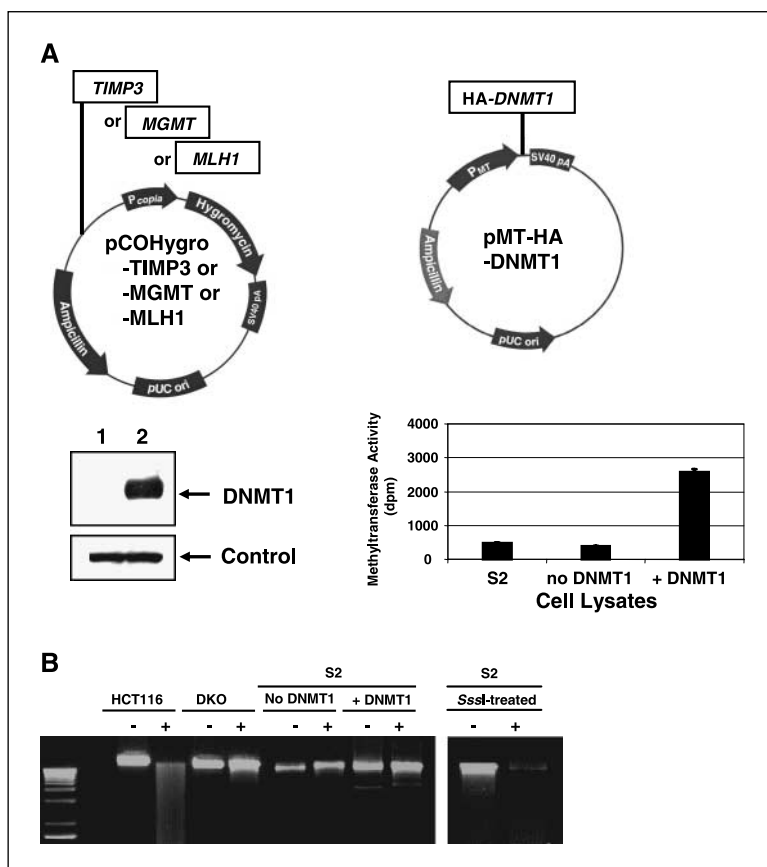 A
TIMP3
or MGMT
or MLH1
Pcopia
Hygromycin
SV40 pA
pUC ori
Ampicillin
pCOHygro
-TIMP3 or
-MGMT or
-MLH1
HA-DNMT1
PMT
SV40 pA
Ampicillin
pUC ori
pMT-HA
-DNMT1
1 2
DNMT1
Control
Methyltransferase Activity
(dpm)
4000
3000
2000
1000
0
S2 no DNMT1 + DNMT1
Cell Lysates
B
S2 S2
HCT116 DKO No DNMT1 + DNMT1 SssI-treated
- + - + - + - + - +